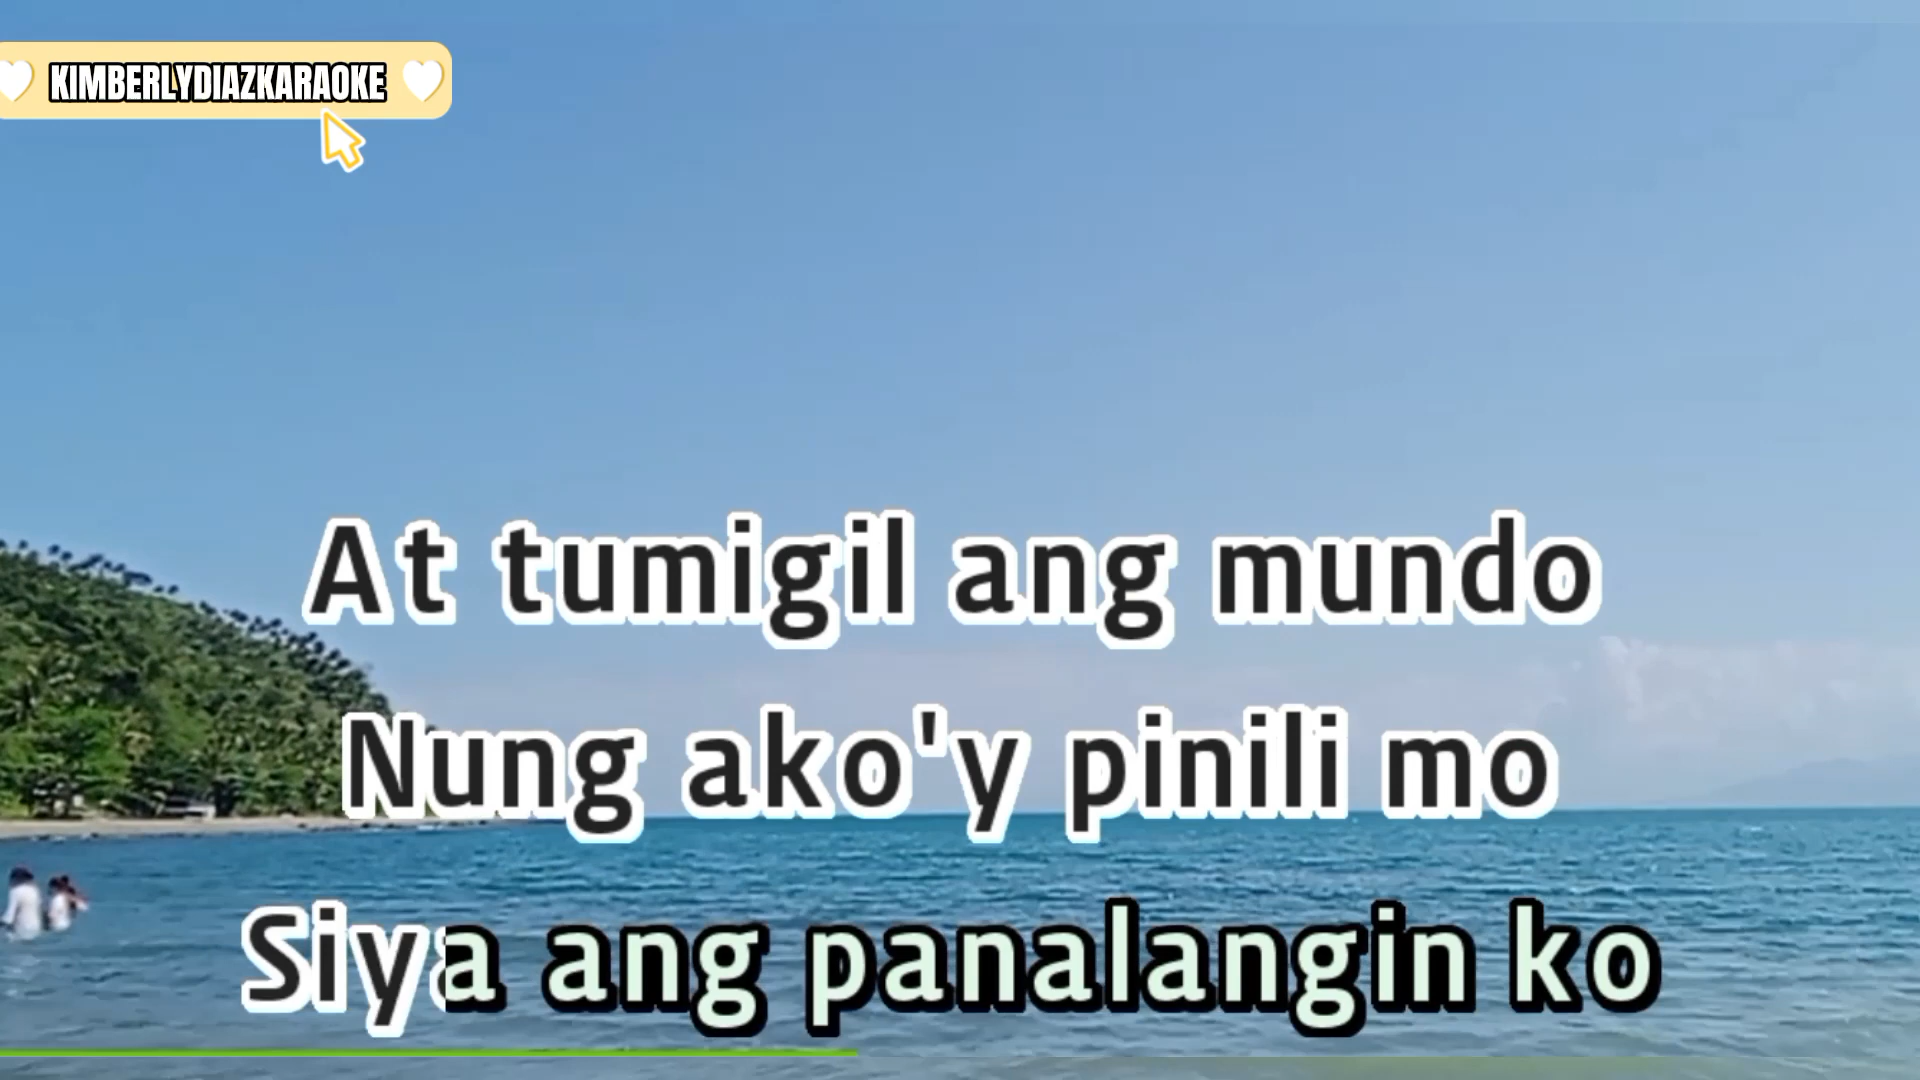 KIMBERLYDIAZKARAOKE
At tumigil ang mundo
Nung ako'y pinili mo
Siya ang panalangin ko